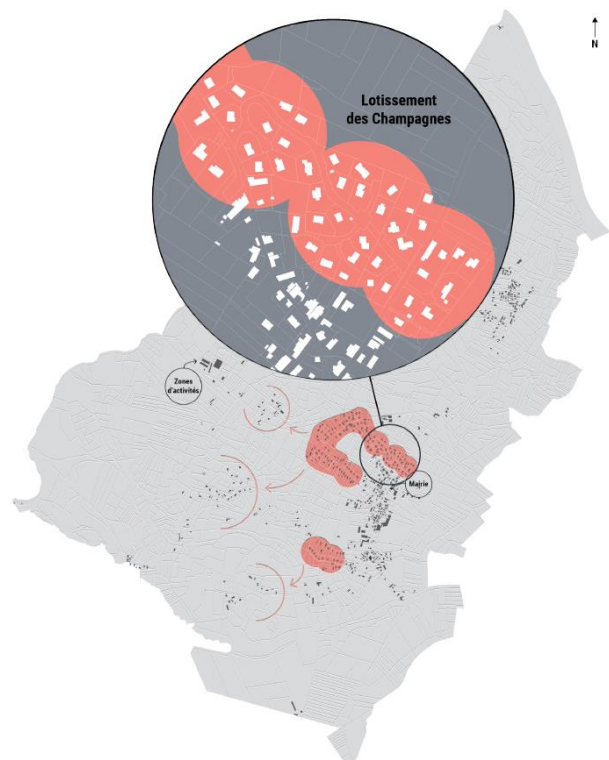 N
Lotissement
des Champagnes
Zones
d'activités
Mairie